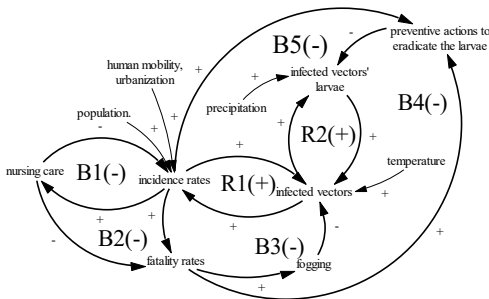 preventive actions to
eradicate the larvae
B5(-)
-
human mobility,
urbanization
infected vectors'
larvae
+
+
precipitation
B4(-)
population.
+
+
+
R2(+)
+
-
+
temperature
nursing care
B1(-)
incidence rates
R1(+)
infected vectors
+
+
+
+
B2(-)
B3(-)
-
-
fatality rates
fogging
+
+